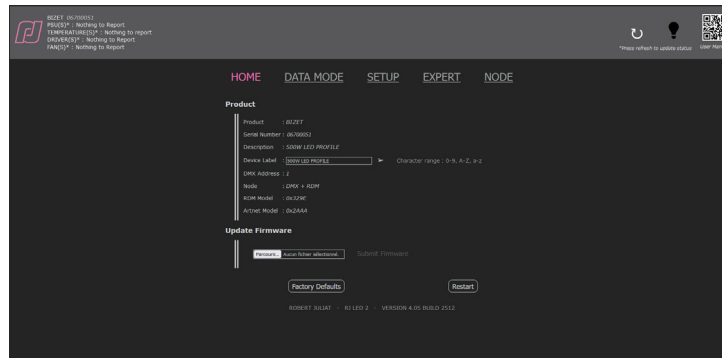 BIZET 06700051
PSU(S)* : Nothing to Report
TEMPERATURE(S)* : Nothing to report
DRIVER(S)* : Nothing to Report
FAN(S)* : Nothing to Report
*Press refresh to update status
User Man
HOME DATA MODE SETUP EXPERT NODE
Product
Product : BIZET
Serial Number : 06700051
Description : 500W LED PROFILE
Device Label : 500W LED PROFILE ➢ Character range : 0-9, A-Z, a-z
DMX Address : 1
Node : DMX + RDM
RDM Model : 0x329E
Artnet Model : 0x2AAA
Update Firmware
Parcourir... Aucun fichier sélectionné. Submit Firmware
Factory Defaults Restart
ROBERT JULIAT - RJ LED 2 - VERSION 4.05 BUILD 2512